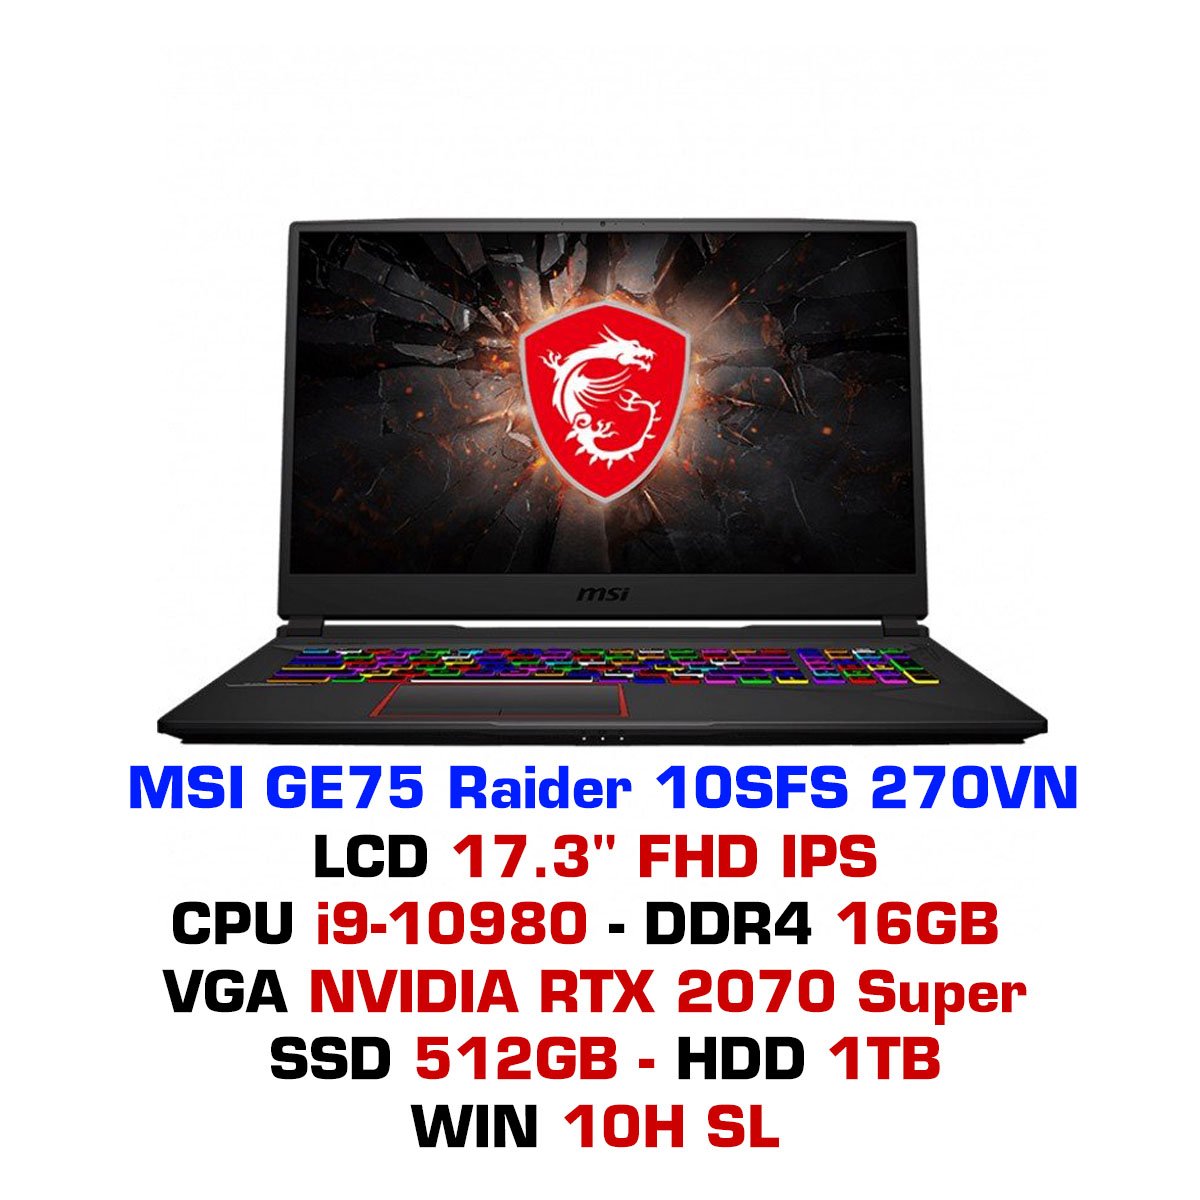 msi
MSI GE75 Raider 10SFS 270VN
LCD 17.3" FHD IPS
CPU i9-10980 - DDR4 16GB
VGA NVIDIA RTX 2070 Super
SSD 512GB - HDD 1TB
WIN 10H SL